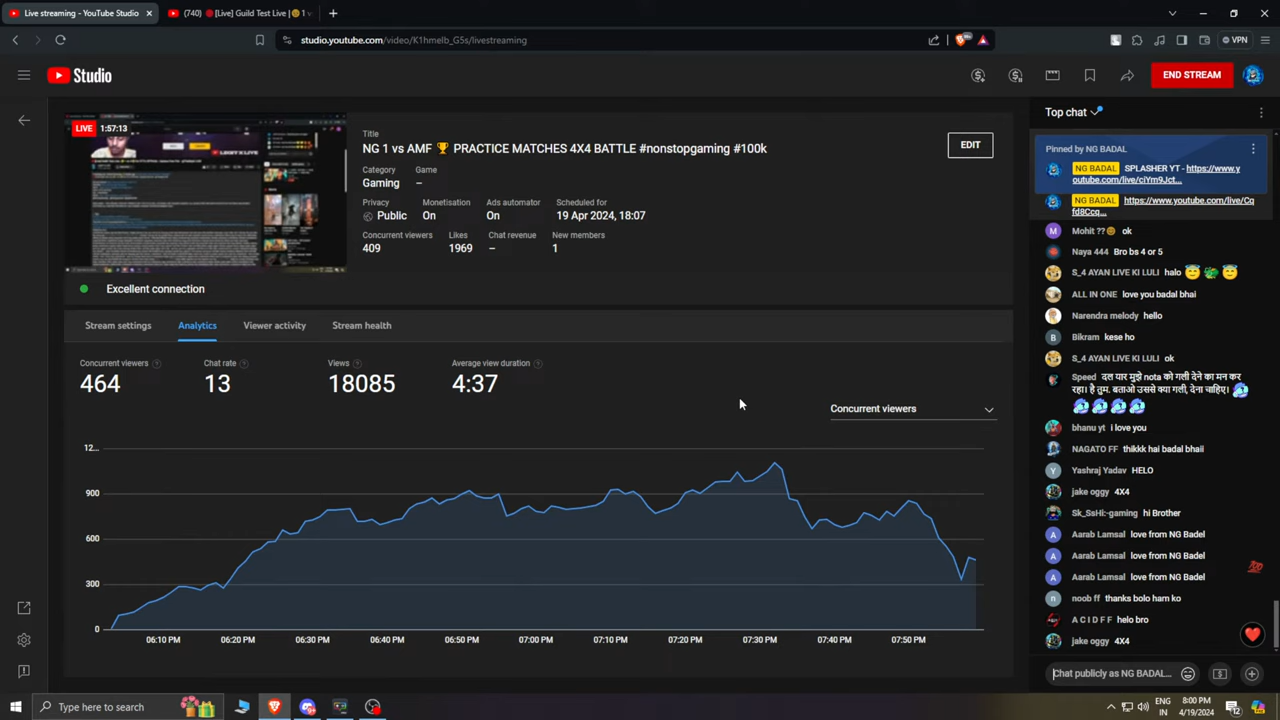 Live streaming - YouTube Studio
(740) 🔴 [Live] Guild Test Live | 😊 1 v
studio.youtube.com/video/K1hmelb_G5s/livestreaming
VPN
Studio
END STREAM
LIVE 1:57:13
Title
NG 1 vs AMF 🏆 PRACTICE MATCHES 4X4 BATTLE #nonstopgaming #100k
EDIT
Category Game
Gaming –
Privacy Monetisation Ads automator Scheduled for
Public On On 19 Apr 2024, 18:07
Concurrent viewers Likes Chat revenue New members
409 1969 – 1
Excellent connection
Stream settings Analytics Viewer activity Stream health
Concurrent viewers Chat rate Views Average view duration
464 13 18085 4:37
Concurrent viewers
12...
900
600
300
0
06:10 PM 06:20 PM 06:30 PM 06:40 PM 06:50 PM 07:00 PM 07:10 PM 07:20 PM 07:30 PM 07:40 PM 07:50 PM
Top chat
Pinned by NG BADAL
NG BADAL SPLASHER YT - https://www.y
outube.com/live/ciYm9Jct...
NG BADAL https://www.youtube.com/live/Cq
fd8Ccq...
Mohit ??😊 ok
Naya 444 Bro bs 4 or 5
S_4 AYAN LIVE KI LULI halo 😇🐲😇
ALL IN ONE love you badal bhai
Narendra melody hello
Bikram kese ho
S_4 AYAN LIVE KI LULI ok
Speed दल यार मुझे nota को गली देने का मन कर
रहा। है तुम. बताओ उससे क्या गली, देना चाहिए।
bhanu yt i love you
NAGATO FF thikkk hai badal bhaii
Yashraj Yadav HELO
jake oggy 4X4
Sk_SsHi:-gaming hi Brother
Aarab Lamsal love from NG Badel
Aarab Lamsal love from NG Badel
Aarab Lamsal love from NG Badel
noob ff thanks bolo ham ko
A C I D F F helo bro
jake oggy 4X4
Chat publicly as NG BADAL...
Type here to search
ENG
IN
8:00 PM
4/19/2024
12